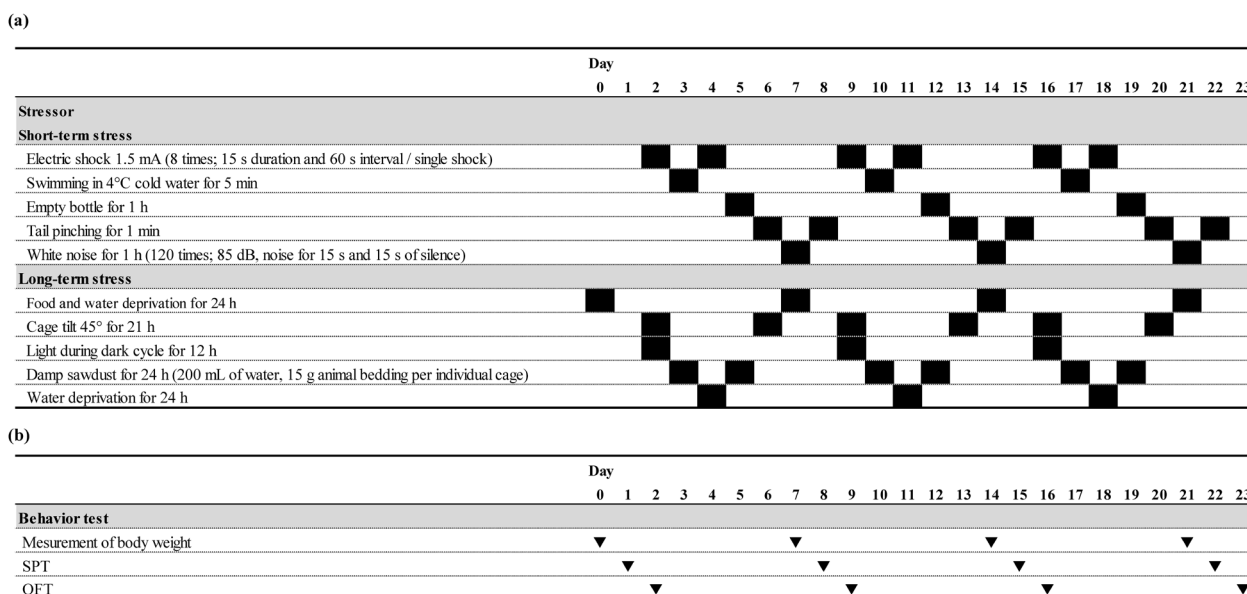 (a)
Day
0 1 2 3 4 5 6 7 8 9 10 11 12 13 14 15 16 17 18 19 20 21 22 23
Stressor
Short-term stress
Electric shock 1.5 mA (8 times; 15 s duration and 60 s interval / single shock)
Swimming in 4°C cold water for 5 min
Empty bottle for 1 h
Tail pinching for 1 min
White noise for 1 h (120 times; 85 dB, noise for 15 s and 15 s of silence)
Long-term stress
Food and water deprivation for 24 h
Cage tilt 45° for 21 h
Light during dark cycle for 12 h
Damp sawdust for 24 h (200 mL of water, 15 g animal bedding per individual cage)
Water deprivation for 24 h
(b)
Day
0 1 2 3 4 5 6 7 8 9 10 11 12 13 14 15 16 17 18 19 20 21 22 23
Behavior test
Mesurement of body weight
SPT
OFT